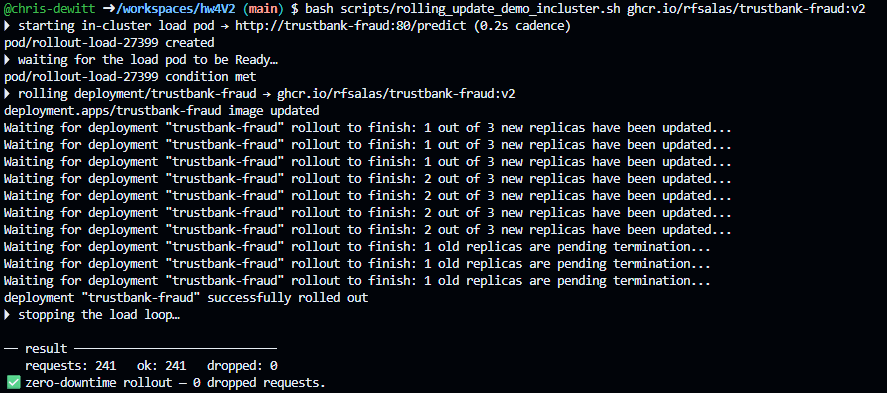 @chris-dewitt ➜/workspaces/hw4V2 (main) $ bash scripts/rolling_update_demo_incluster.sh ghcr.io/rfsalas/trustbank-fraud:v2
▸ starting in-cluster load pod → http://trustbank-fraud:80/predict (0.2s cadence)
pod/rollout-load-27399 created
▸ waiting for the load pod to be Ready…
pod/rollout-load-27399 condition met
▸ rolling deployment/trustbank-fraud → ghcr.io/rfsalas/trustbank-fraud:v2
deployment.apps/trustbank-fraud image updated
Waiting for deployment "trustbank-fraud" rollout to finish: 1 out of 3 new replicas have been updated...
Waiting for deployment "trustbank-fraud" rollout to finish: 1 out of 3 new replicas have been updated...
Waiting for deployment "trustbank-fraud" rollout to finish: 1 out of 3 new replicas have been updated...
Waiting for deployment "trustbank-fraud" rollout to finish: 2 out of 3 new replicas have been updated...
Waiting for deployment "trustbank-fraud" rollout to finish: 2 out of 3 new replicas have been updated...
Waiting for deployment "trustbank-fraud" rollout to finish: 2 out of 3 new replicas have been updated...
Waiting for deployment "trustbank-fraud" rollout to finish: 2 out of 3 new replicas have been updated...
Waiting for deployment "trustbank-fraud" rollout to finish: 1 old replicas are pending termination...
Waiting for deployment "trustbank-fraud" rollout to finish: 1 old replicas are pending termination...
Waiting for deployment "trustbank-fraud" rollout to finish: 1 old replicas are pending termination...
deployment "trustbank-fraud" successfully rolled out
▸ stopping the load loop…
── result ───────────────────────────
requests: 241 ok: 241 dropped: 0
✅ zero-downtime rollout — 0 dropped requests.